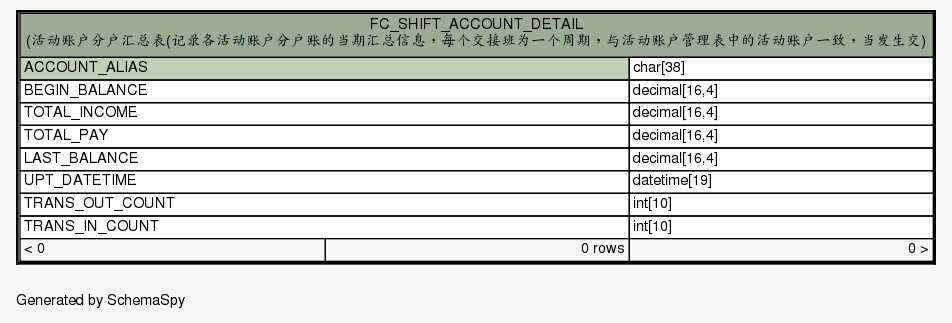 FC_SHIFT_ACCOUNT_DETAIL
(活动账户分户汇总表(记录各活动账户分户账的当期汇总信息，每个交接班为一个周期，与活动账户管理表中的活动账户一致，当发生交)
ACCOUNT_ALIAS char[38]
BEGIN_BALANCE decimal[16,4]
TOTAL_INCOME decimal[16,4]
TOTAL_PAY decimal[16,4]
LAST_BALANCE decimal[16,4]
UPT_DATETIME datetime[19]
TRANS_OUT_COUNT int[10]
TRANS_IN_COUNT int[10]
< 0 0 rows 0 >
Generated by SchemaSpy